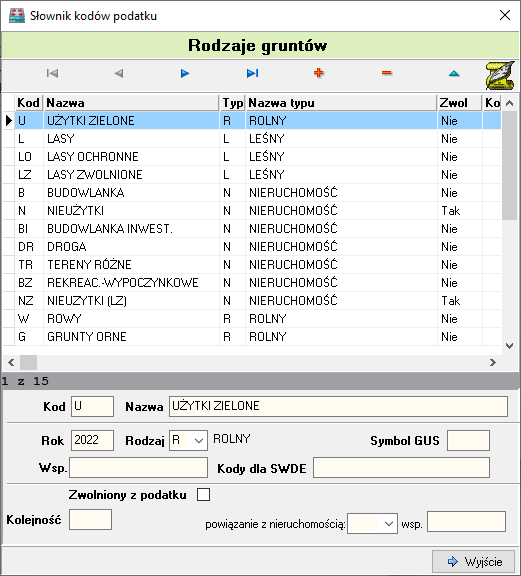 Słownik kodów podatku
Rodzaje gruntów
Kod Nazwa Typ Nazwa typu Zwol Ko
U UŻYTKI ZIELONE R ROLNY Nie
L LASY L LEŚNY Nie
LO LASY OCHRONNE L LEŚNY Nie
LZ LASY ZWOLNIONE L LEŚNY Nie
B BUDOWLANKA N NIERUCHOMOŚĆ Nie
N NIEUŻYTKI N NIERUCHOMOŚĆ Tak
BI BUDOWLANKA INWEST. N NIERUCHOMOŚĆ Nie
DR DROGA N NIERUCHOMOŚĆ Nie
TR TERENY RÓŻNE N NIERUCHOMOŚĆ Nie
BZ REKREAC.-WYPOCZYNKOWE N NIERUCHOMOŚĆ Nie
NZ NIEUZYTKI (LZ) N NIERUCHOMOŚĆ Tak
W ROWY R ROLNY Nie
G GRUNTY ORNE R ROLNY Nie
1 z 15
Kod U Nazwa UŻYTKI ZIELONE
Rok 2022 Rodzaj R ROLNY Symbol GUS
Wsp. Kody dla SWDE
Zwolniony z podatku
Kolejność powiązanie z nieruchomością: wsp.
Wyjście